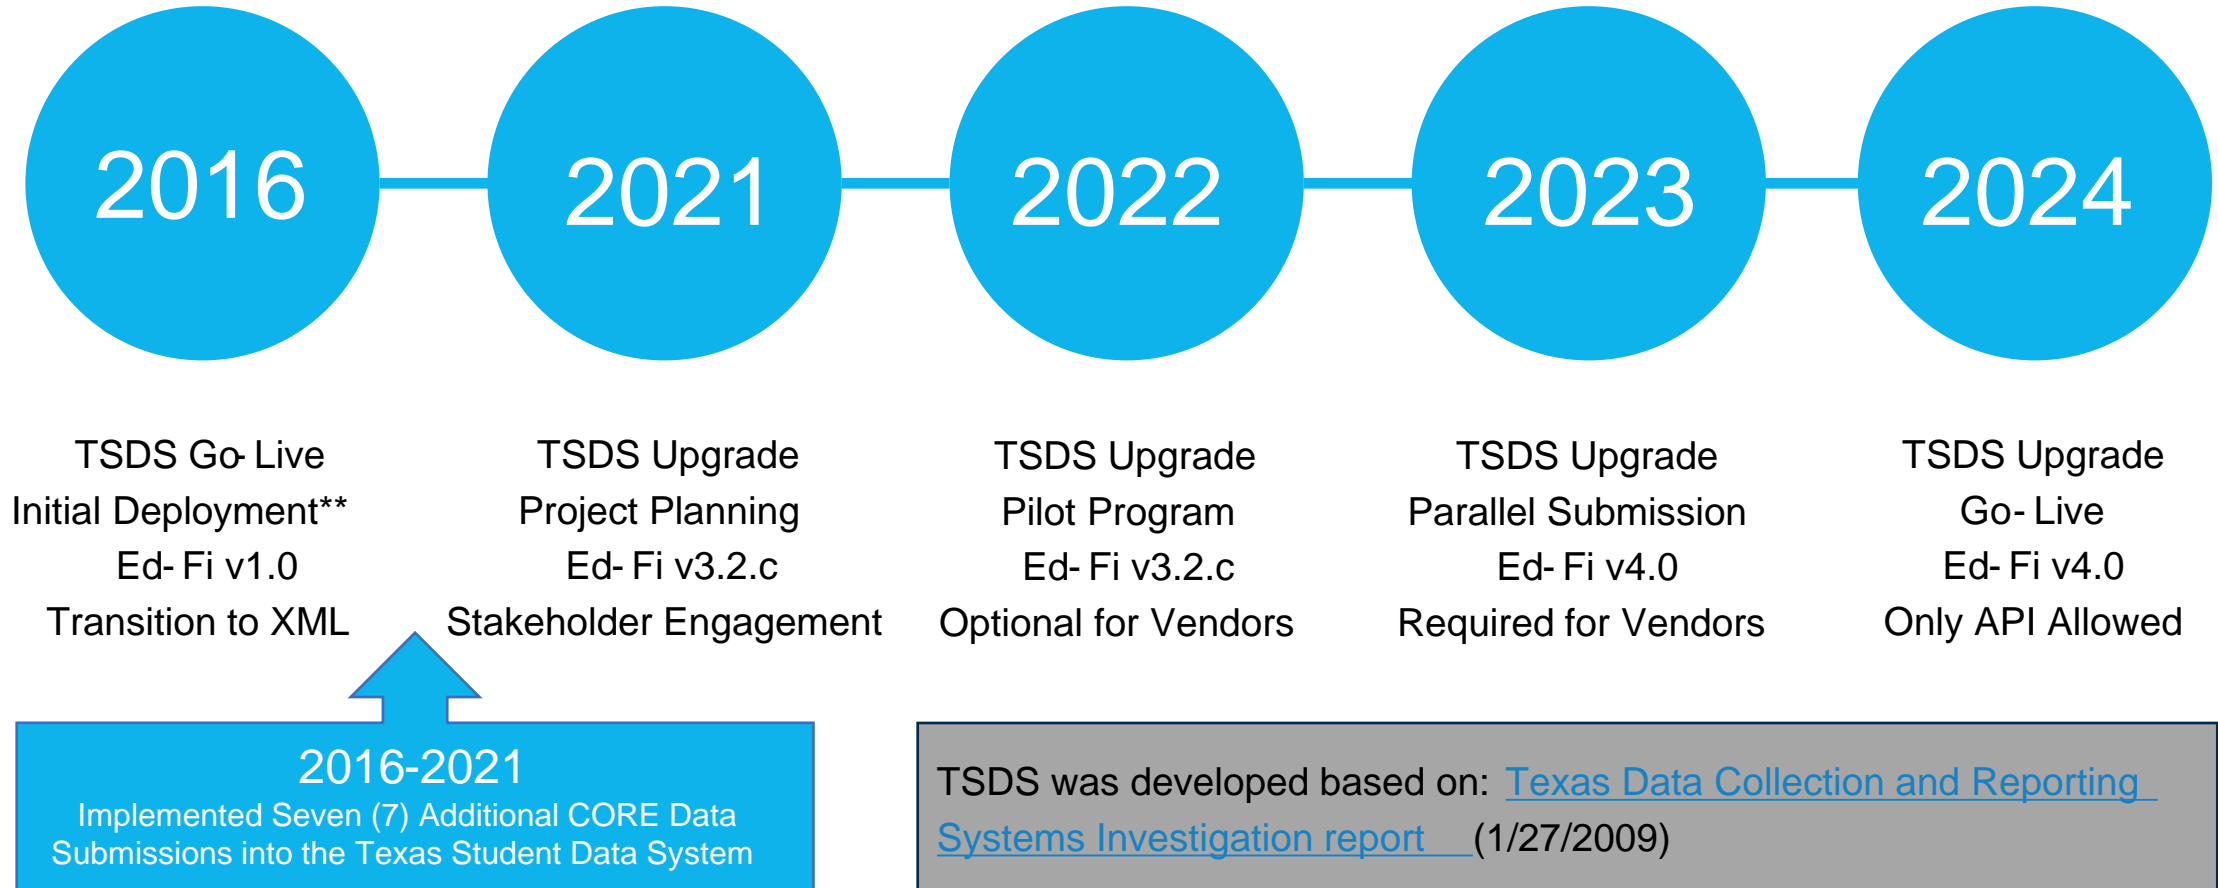 2016
2021
2022
2023
2024
TSDS Go-Live
Initial Deployment**
Ed-Fi v1.0
Transition to XML
TSDS Upgrade
Project Planning
Ed-Fi v3.2.c
Stakeholder Engagement
TSDS Upgrade
Pilot Program
Ed-Fi v3.2.c
Optional for Vendors
TSDS Upgrade
Parallel Submission
Ed-Fi v4.0
Required for Vendors
TSDS Upgrade
Go-Live
Ed-Fi v4.0
Only API Allowed
2016-2021
Implemented Seven (7) Additional CORE Data
Submissions into the Texas Student Data System
TSDS was developed based on: Texas Data Collection and Reporting
Systems Investigation report (1/27/2009)